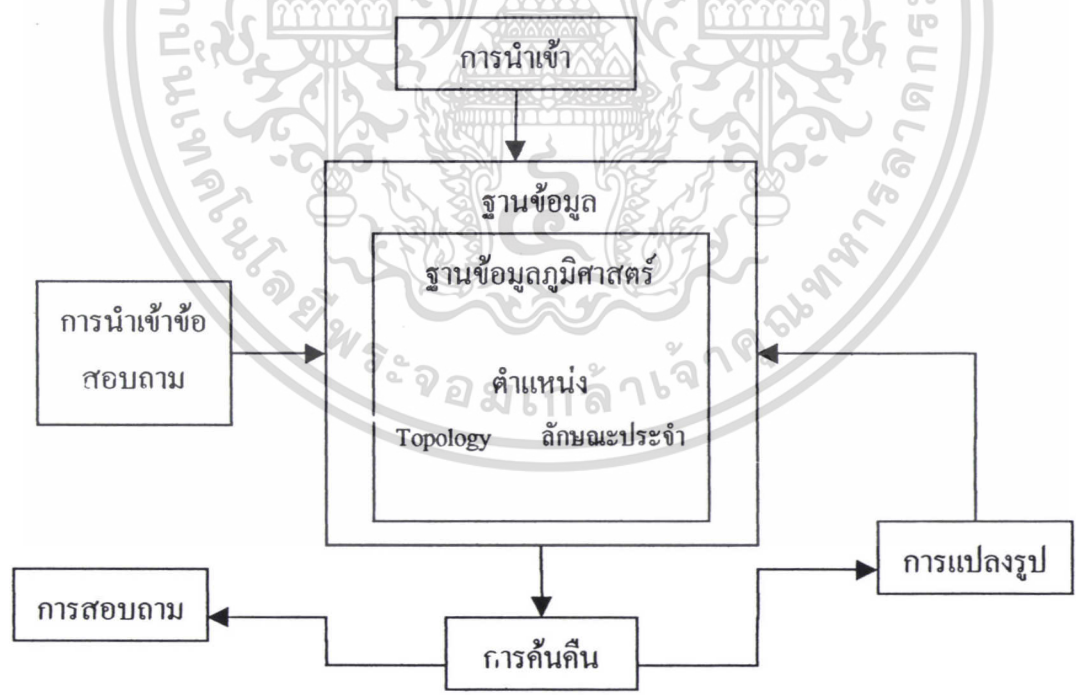 การนำเข้า
ฐานข้อมูล
ฐานข้อมูลภูมิศาสตร์
การนำเข้าข้อ
สอบถาม
ตำแหน่ง
Topology ลักษณะประจำ
การแปลงรูป
การสอบถาม
การค้นคืน